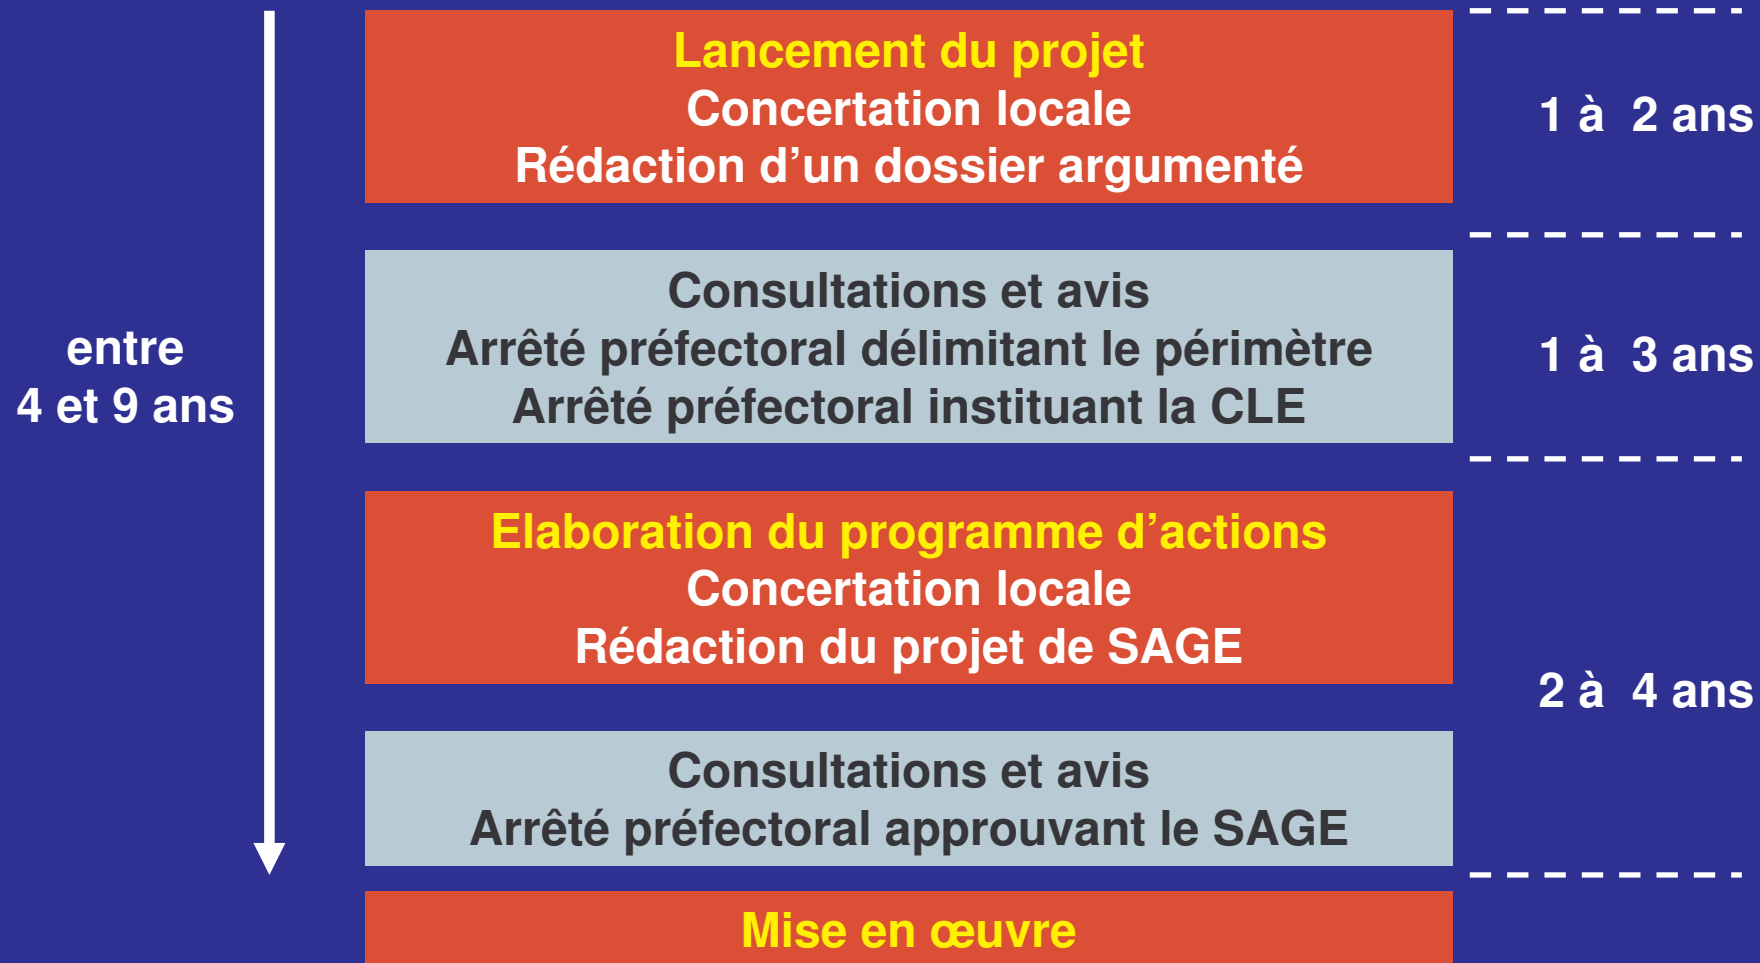 Lancement du projet
Concertation locale
Rédaction d’un dossier argumenté
1 à  2 ans
Consultations et avis
Arrêté préfectoral délimitant le périmètre
Arrêté préfectoral instituant la CLE
1 à  3 ans
entre
4 et 9 ans
Elaboration du programme d’actions
Concertation locale
Rédaction du projet de SAGE
2 à  4 ans
Consultations et avis
Arrêté préfectoral approuvant le SAGE
Mise en œuvre